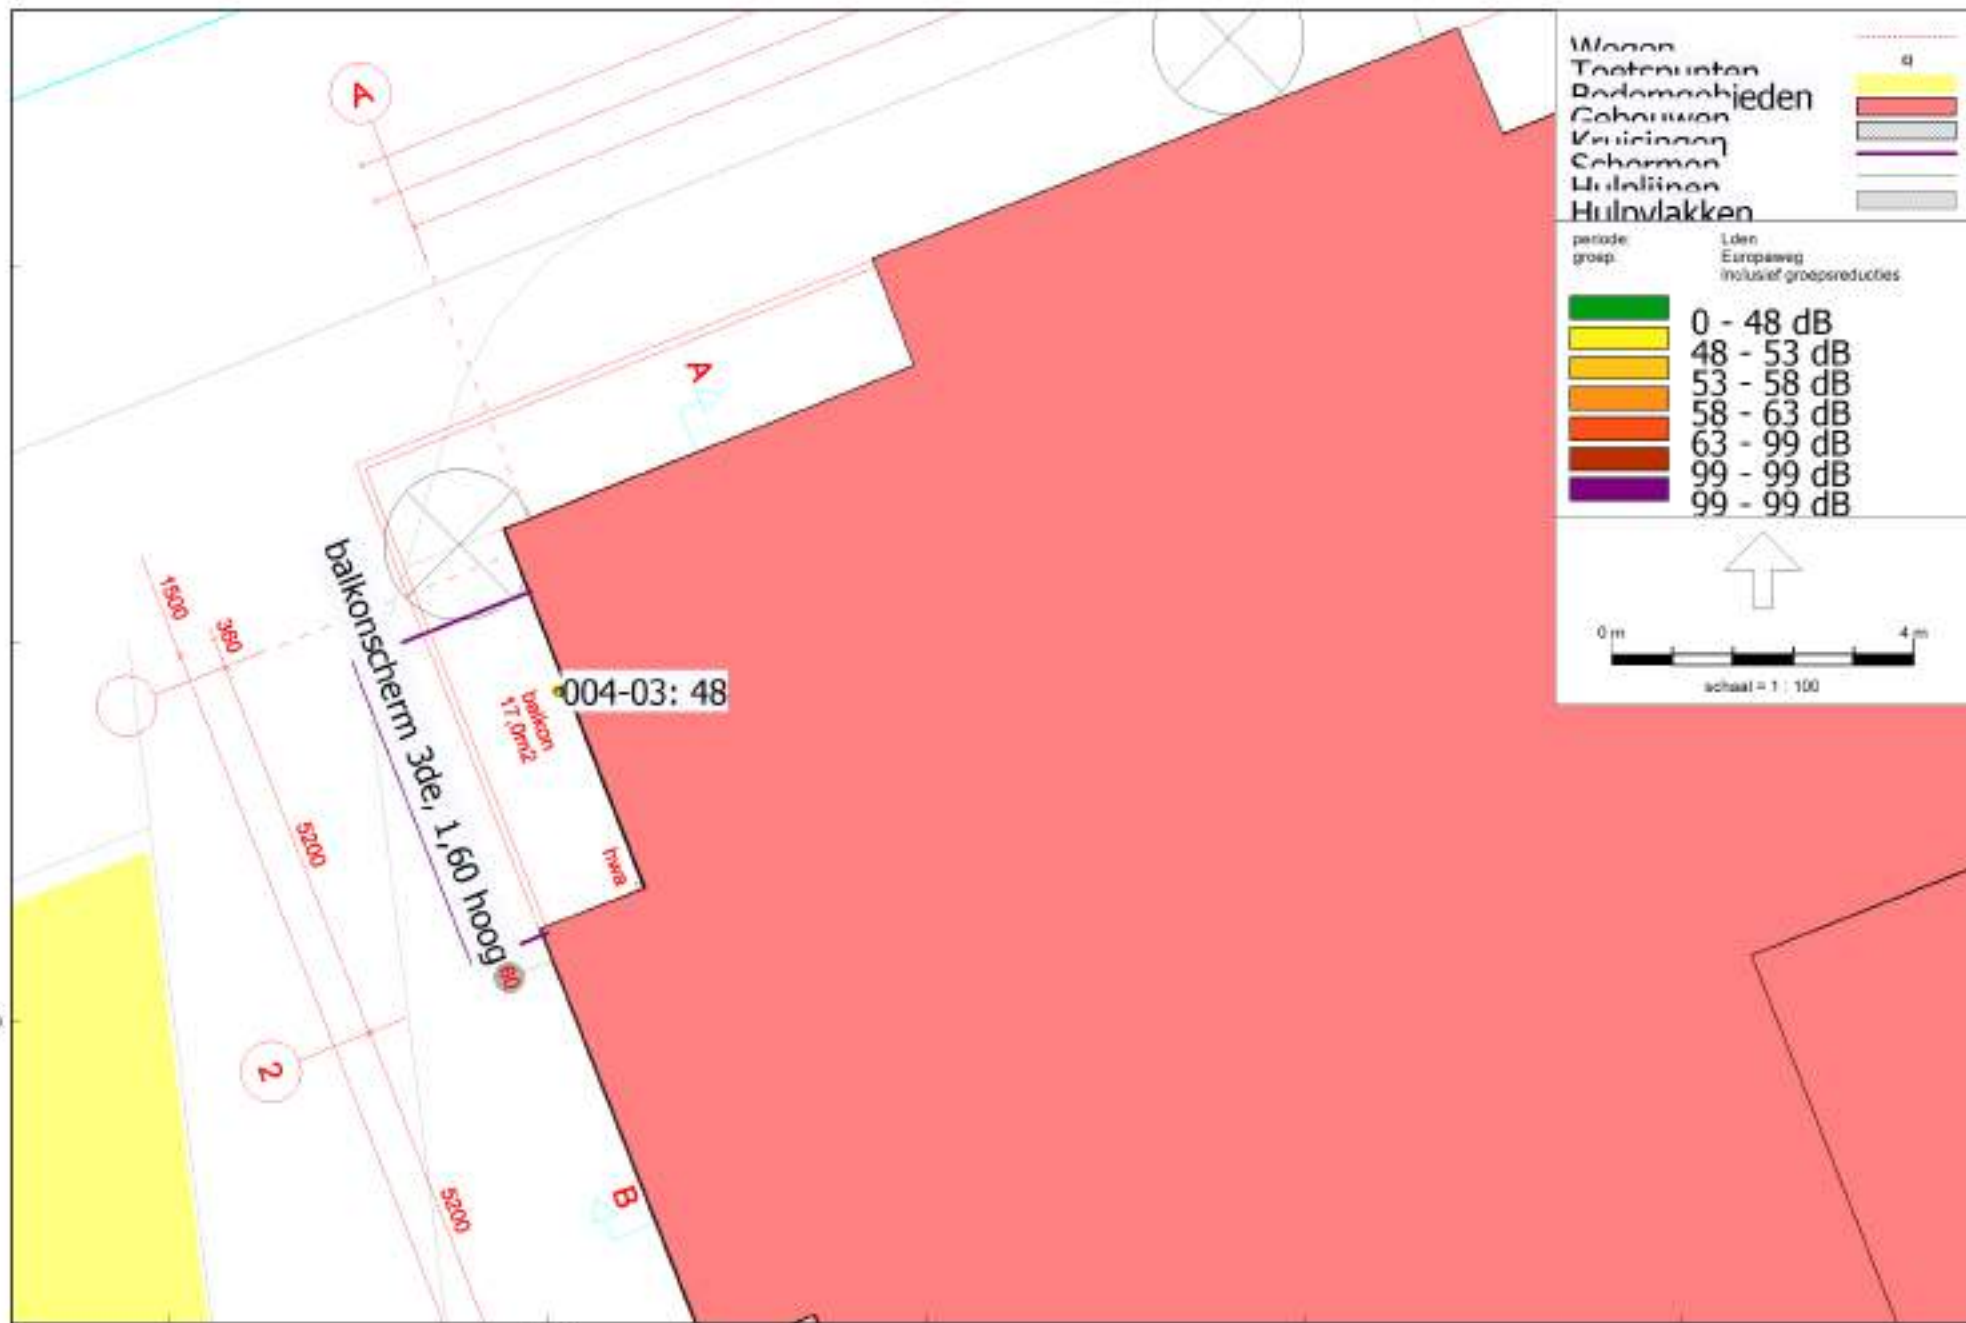 Wegen
Toetspunten
Bodemgebieden
Gebouwen
Kruisingen
Schermen
Hulplijnen
Hulpvlakken
periode: Lden
groep: Europaweg
Inclusief groepsreducties
0 - 48 dB
48 - 53 dB
53 - 58 dB
58 - 63 dB
63 - 99 dB
99 - 99 dB
99 - 99 dB
0 m 4 m
schaal = 1 : 100
A
A
1500
360
balkonscherm 3de, 1,60 hoog
004-03: 48
balkon
17,0m2
5200
hwa
60
2
5200
B